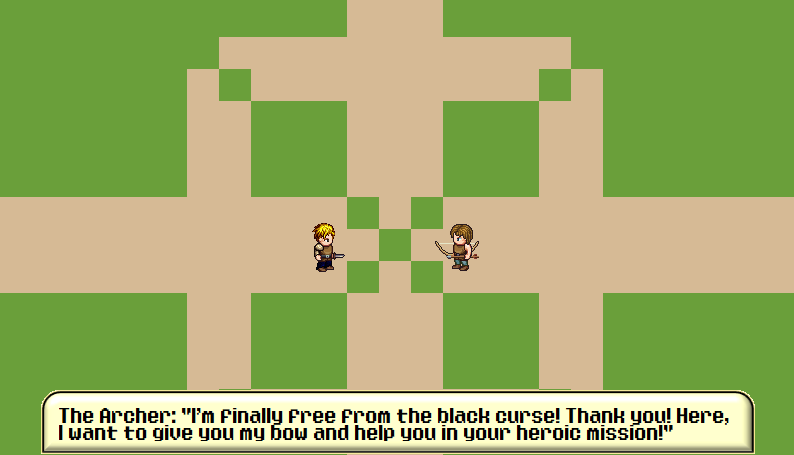 The Archer: "I'm finally free from the black curse! Thank you! Here,
I want to give you my bow and help you in your heroic mission!"